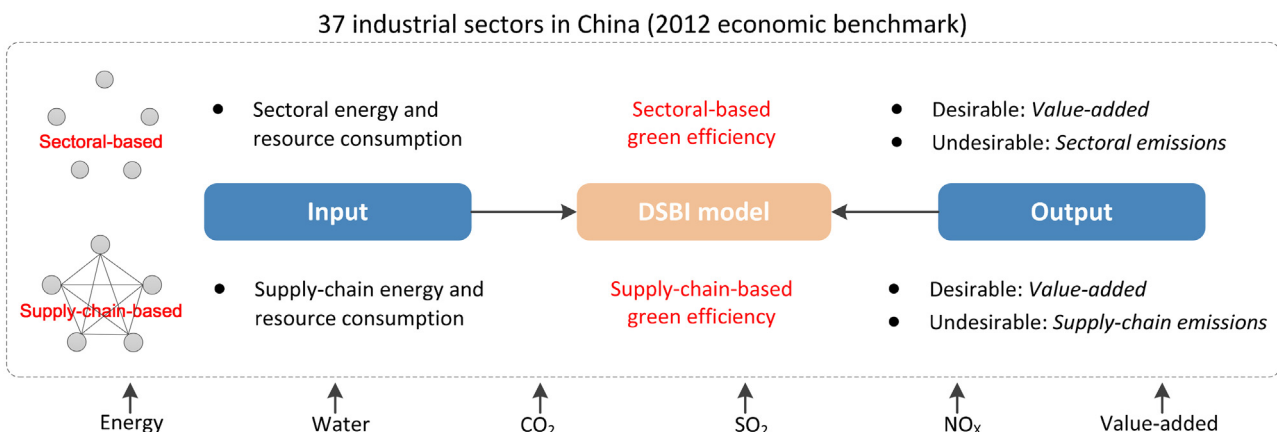 37 industrial sectors in China (2012 economic benchmark)
Sectoral-based
● Sectoral energy and
resource consumption
Sectoral-based
green efficiency
● Desirable: Value-added
● Undesirable: Sectoral emissions
Input
DSBI model
Output
Supply-chain-based
● Supply-chain energy and
resource consumption
Supply-chain-based
green efficiency
● Desirable: Value-added
● Undesirable: Supply-chain emissions
Energy
Water
CO₂
SO₂
NOₓ
Value-added